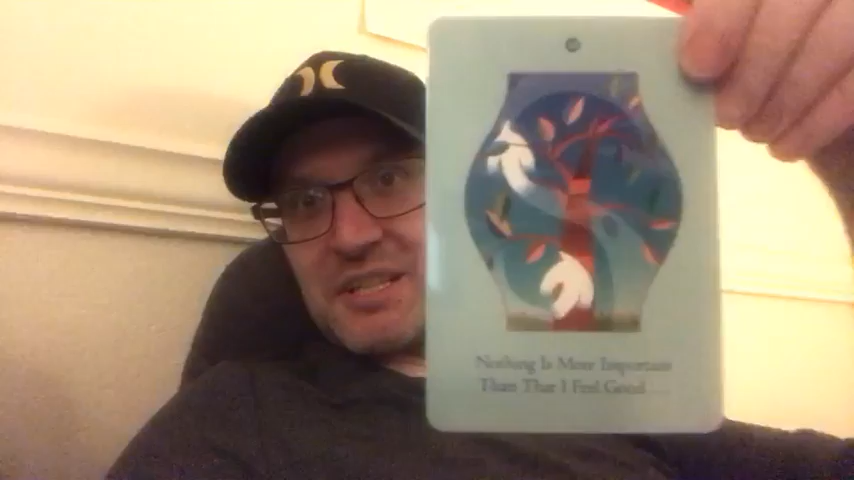 Nothing Is More Important
Than That I Feel Good . . . .